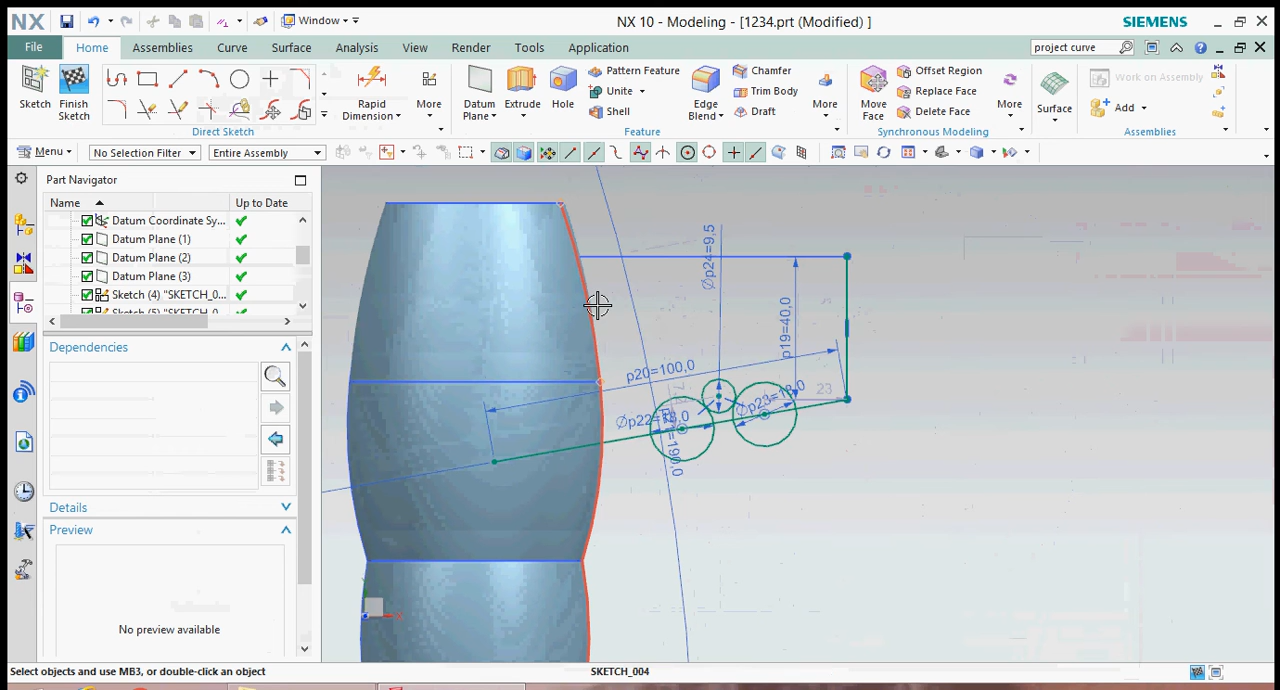 NX Window NX 10 - Modeling - [1234.prt (Modified) ] SIEMENS
File Home Assemblies Curve Surface Analysis View Render Tools Application project curve
Sketch Finish Sketch Rapid Dimension More Datum Plane Extrude Hole Pattern Feature Unite Shell Edge Blend Chamfer Trim Body Draft More Move Face Offset Region Replace Face Delete Face More Surface Work on Assembly Add
Direct Sketch Feature Synchronous Modeling Assemblies
Menu No Selection Filter Entire Assembly
Part Navigator
Name Up to Date
Datum Coordinate Sy...
Datum Plane (1)
Datum Plane (2)
Datum Plane (3)
Sketch (4) "SKETCH_0...
Dependencies
Details
Preview
No preview available
Øp24=9,5
p19=40,0
p20=100,0
23
Øp23=18,0
Select objects and use MB3, or double-click an object SKETCH_004